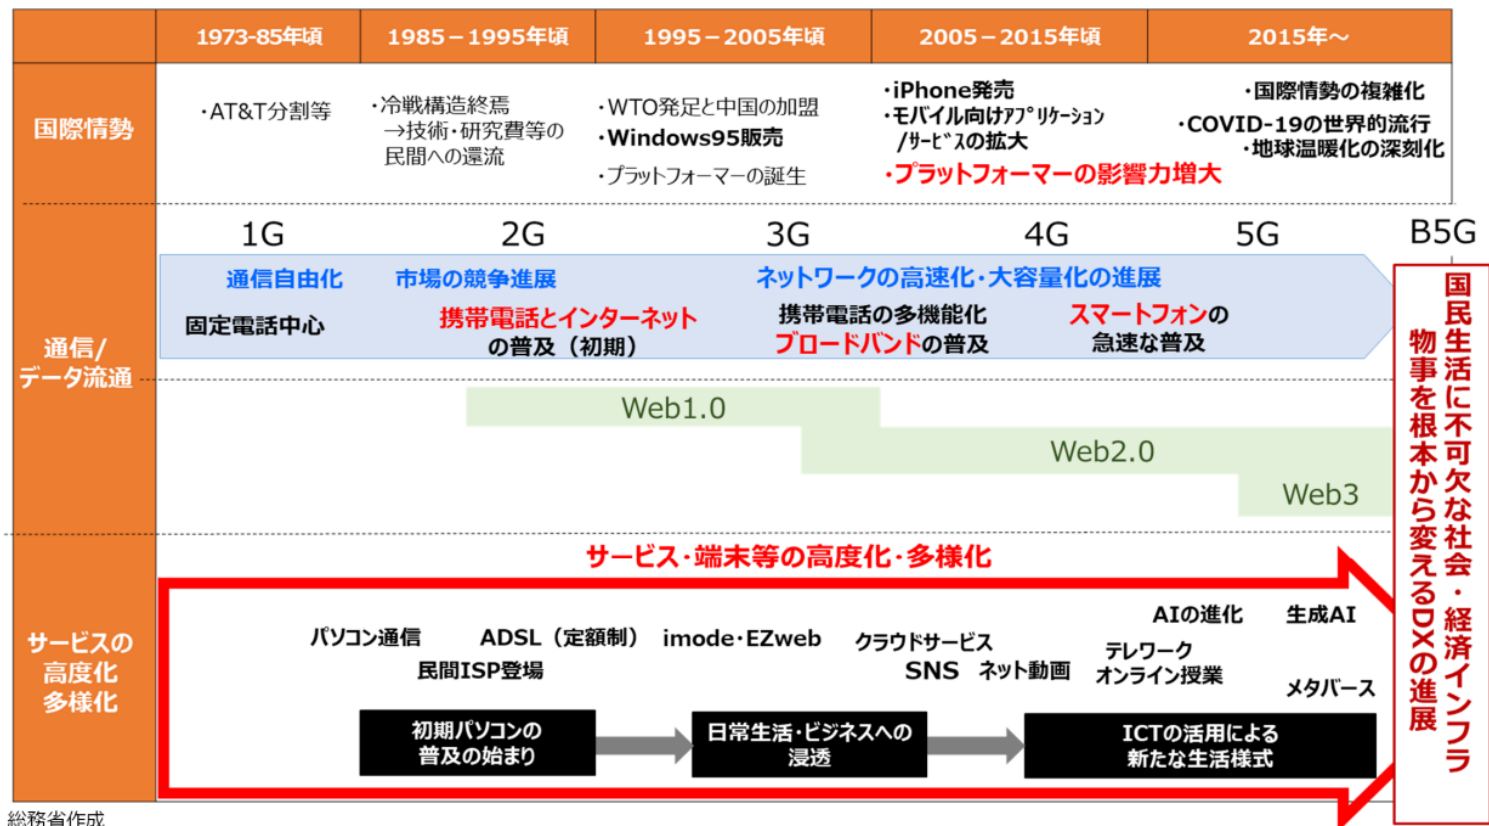 1973-85年頃
1985－1995年頃
1995－2005年頃
2005－2015年頃
2015年～
国際情勢
・AT&T分割等
・冷戦構造終焉
→技術・研究費等の
民間への還流
・WTO発足と中国の加盟
・Windows95販売
・プラットフォーマーの誕生
・iPhone発売
・モバイル向けｱﾌﾟﾘｹｰｼｮﾝ
/ｻｰﾋﾞｽの拡大
・プラットフォーマーの影響力増大
・国際情勢の複雑化
・COVID-19の世界的流行
・地球温暖化の深刻化
通信/
データ流通
1G
2G
3G
4G
5G
B5G
通信自由化
市場の競争進展
ネットワークの高速化・大容量化の進展
固定電話中心
携帯電話とインターネット
の普及（初期）
携帯電話の多機能化
ブロードバンドの普及
スマートフォンの
急速な普及
Web1.0
Web2.0
Web3
サービスの
高度化
多様化
サービス・端末等の高度化・多様化
パソコン通信
民間ISP登場
ADSL（定額制）
imode・EZweb
クラウドサービス
SNS
ネット動画
テレワーク
オンライン授業
AIの進化
生成AI
メタバース
初期パソコンの
普及の始まり
日常生活・ビジネスへの
浸透
ICTの活用による
新たな生活様式
国民生活に不可欠な社会・経済インフラ
物事を根本から変えるDXの進展
総務省作成